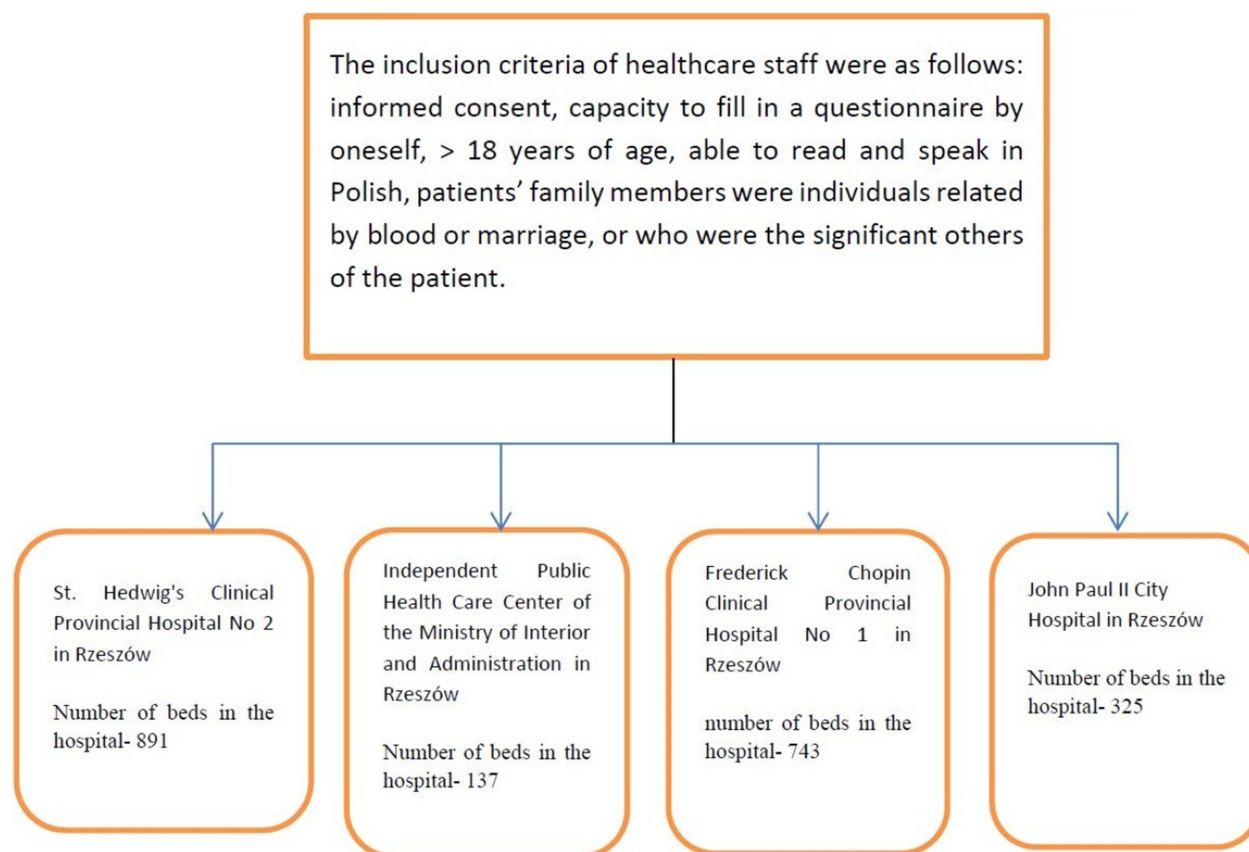 The inclusion criteria of healthcare staff were as follows:
informed consent, capacity to fill in a questionnaire by
oneself, > 18 years of age, able to read and speak in
Polish, patients’ family members were individuals related
by blood or marriage, or who were the significant others
of the patient.
St. Hedwig's Clinical
Provincial Hospital No 2
in Rzeszów
Number of beds in the
hospital- 891
Independent Public
Health Care Center of
the Ministry of Interior
and Administration in
Rzeszów
Number of beds in the
hospital- 137
Frederick Chopin
Clinical Provincial
Hospital No 1 in
Rzeszów
number of beds in the
hospital- 743
John Paul II City
Hospital in Rzeszów
Number of beds in the
hospital- 325